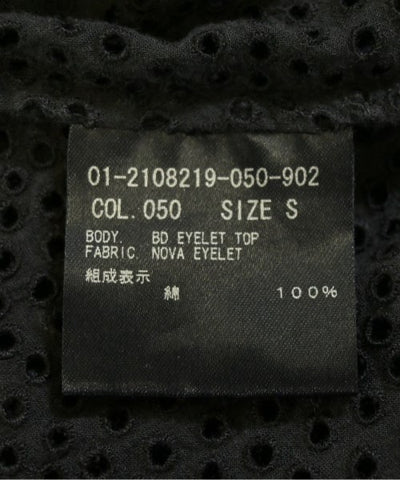 01-2108219-050-902
COL.050 SIZE S
BODY. BD EYELET TOP
FABRIC. NOVA EYELET
組成表示
綿 100%